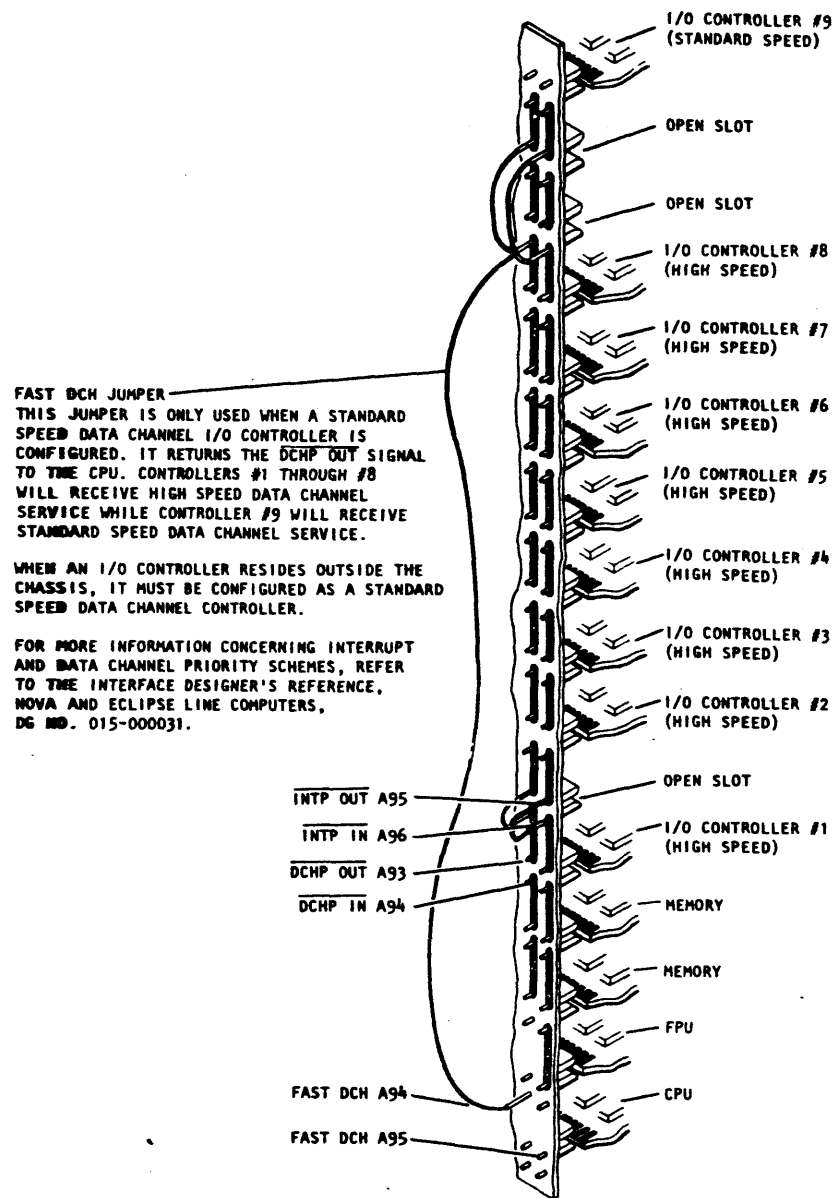 I/O CONTROLLER #9
(STANDARD SPEED)
OPEN SLOT
OPEN SLOT
I/O CONTROLLER #8
(HIGH SPEED)
I/O CONTROLLER #7
(HIGH SPEED)
I/O CONTROLLER #6
(HIGH SPEED)
I/O CONTROLLER #5
(HIGH SPEED)
I/O CONTROLLER #4
(HIGH SPEED)
I/O CONTROLLER #3
(HIGH SPEED)
I/O CONTROLLER #2
(HIGH SPEED)
OPEN SLOT
I/O CONTROLLER #1
(HIGH SPEED)
MEMORY
MEMORY
FPU
CPU
FAST DCH JUMPER
THIS JUMPER IS ONLY USED WHEN A STANDARD
SPEED DATA CHANNEL I/O CONTROLLER IS
CONFIGURED. IT RETURNS THE DCHP OUT SIGNAL
TO THE CPU. CONTROLLERS #1 THROUGH #8
WILL RECEIVE HIGH SPEED DATA CHANNEL
SERVICE WHILE CONTROLLER #9 WILL RECEIVE
STANDARD SPEED DATA CHANNEL SERVICE.
WHEN AN I/O CONTROLLER RESIDES OUTSIDE THE
CHASSIS, IT MUST BE CONFIGURED AS A STANDARD
SPEED DATA CHANNEL CONTROLLER.
FOR MORE INFORMATION CONCERNING INTERRUPT
AND DATA CHANNEL PRIORITY SCHEMES, REFER
TO THE INTERFACE DESIGNER'S REFERENCE,
NOVA AND ECLIPSE LINE COMPUTERS,
DG NO. 015-000031.
INTP OUT A95
INTP IN A96
DCHP OUT A93
DCHP IN A94
FAST DCH A94
FAST DCH A95